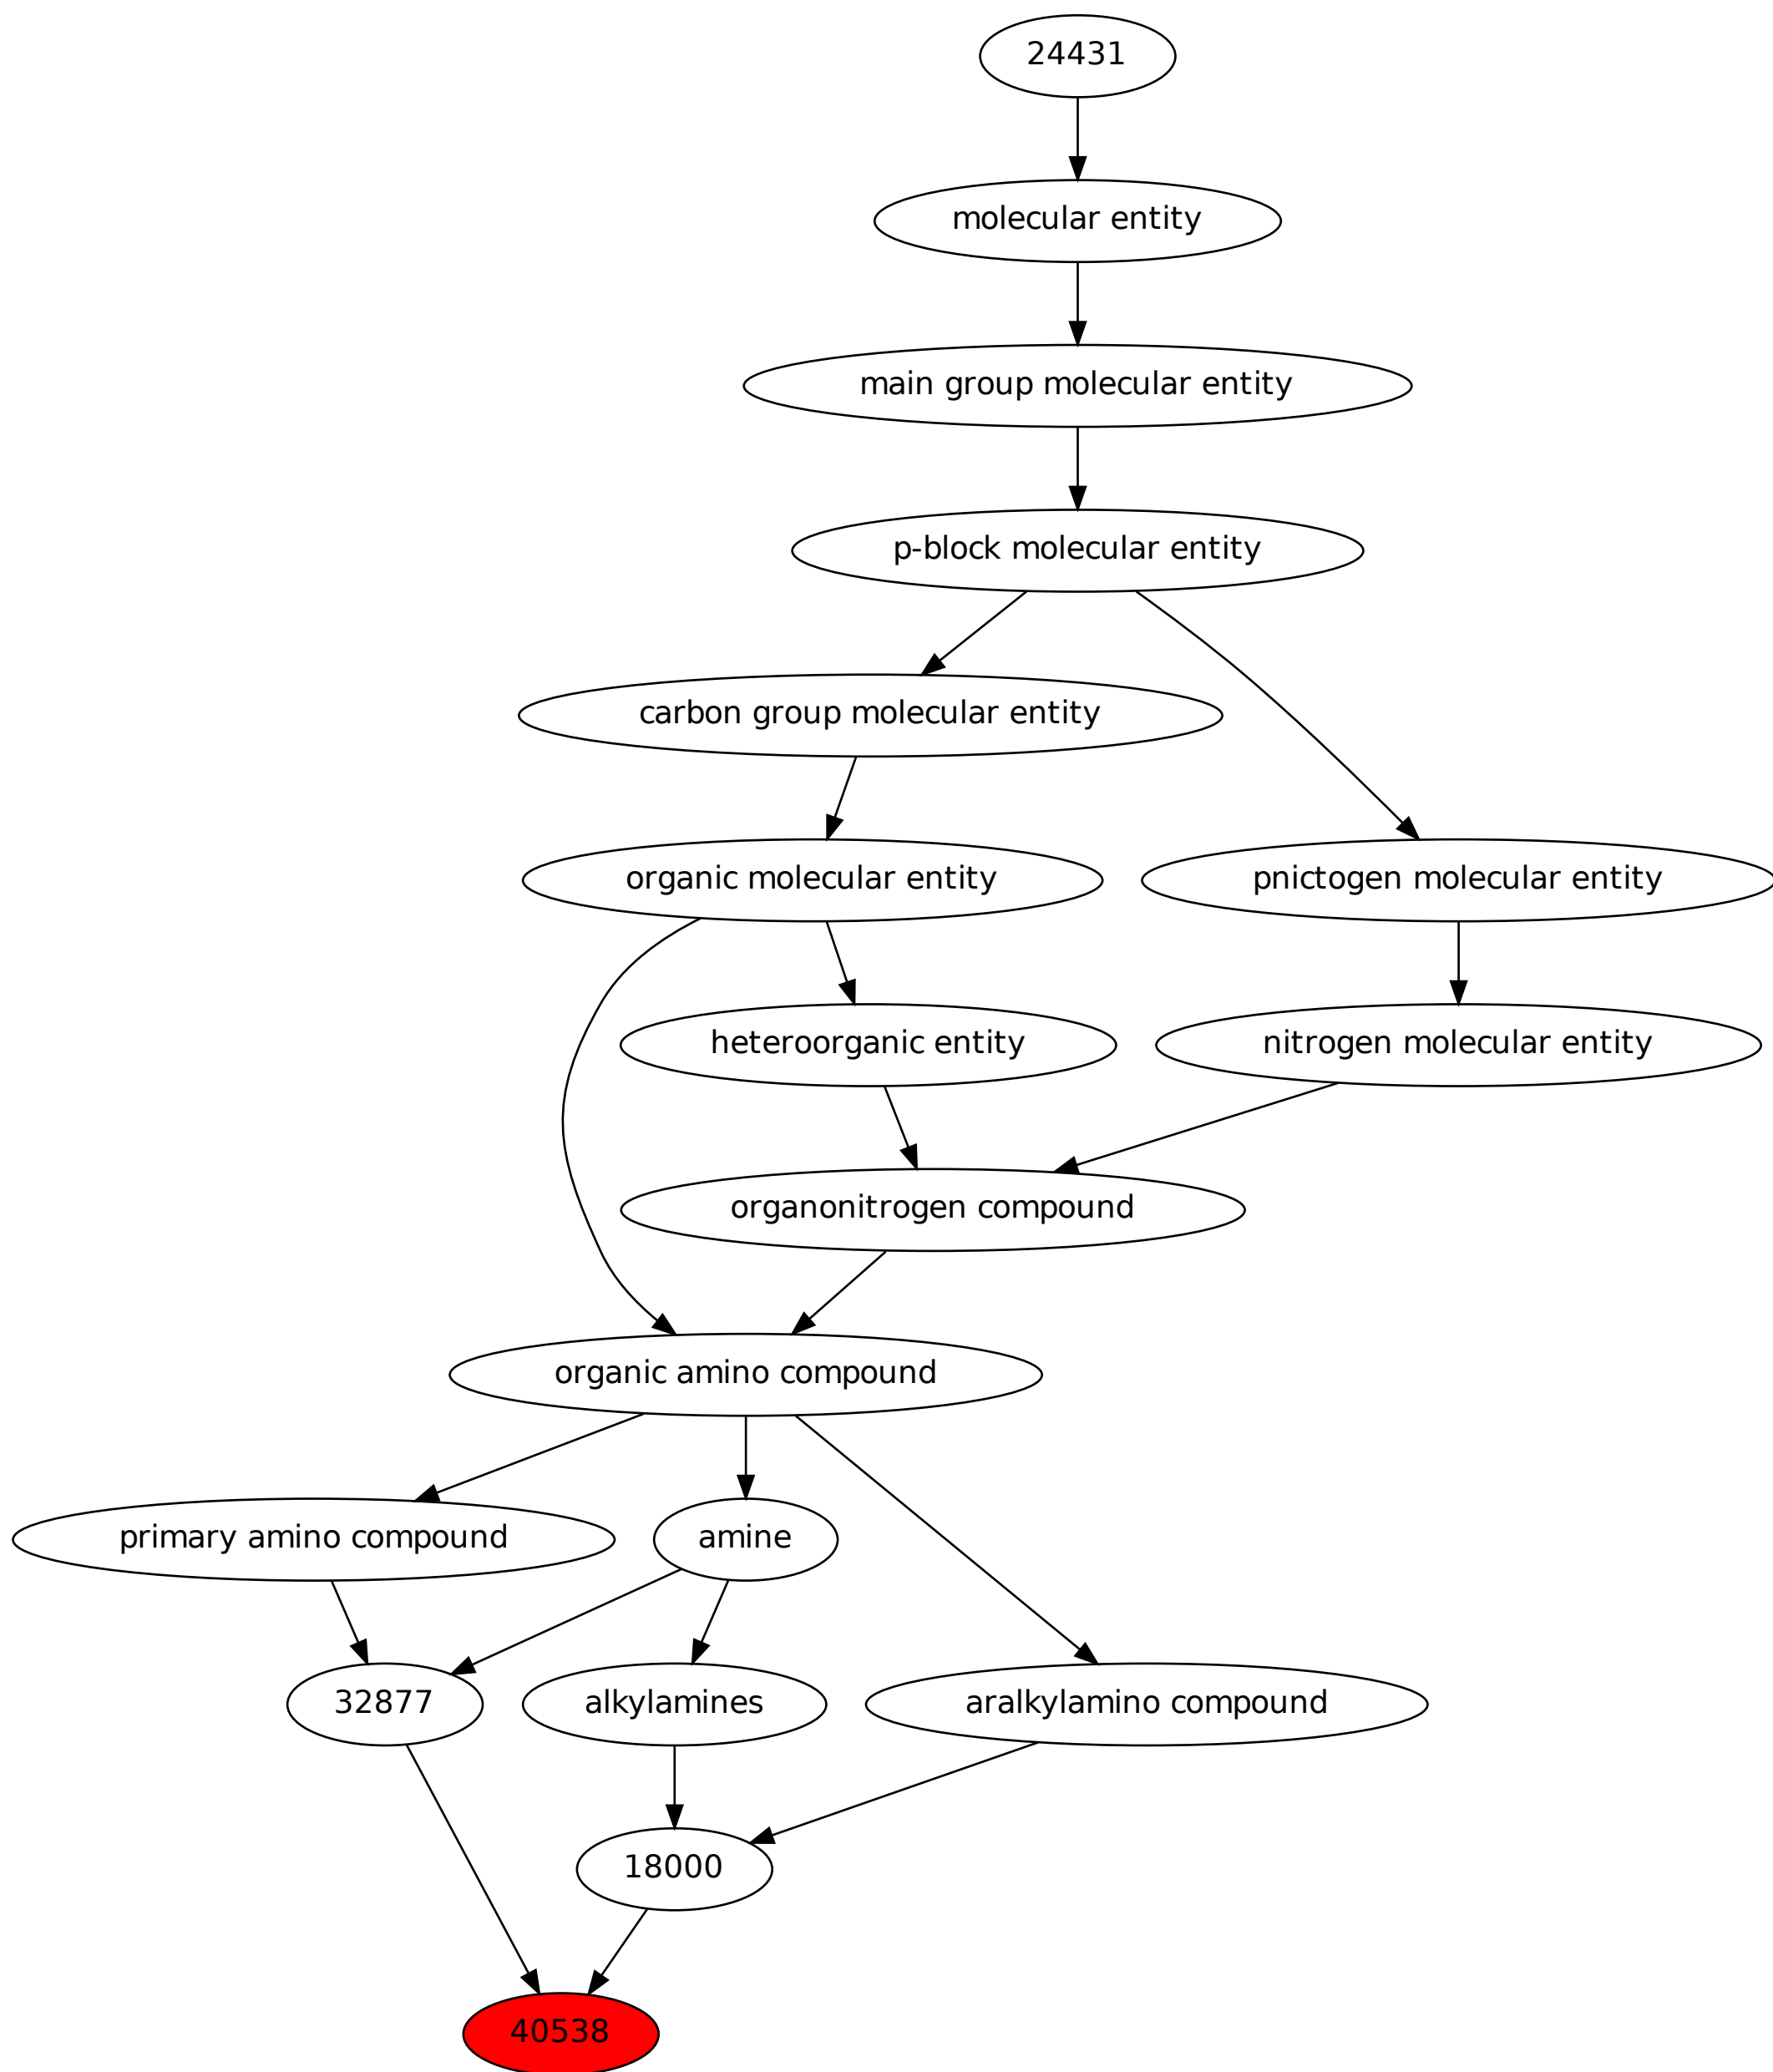 24431
molecular entity
main group molecular entity
p-block molecular entity
carbon group molecular entity
organic molecular entity
pnictogen molecular entity
heteroorganic entity
nitrogen molecular entity
organonitrogen compound
organic amino compound
primary amino compound
amine
32877
alkylamines
aralkylamino compound
18000
40538